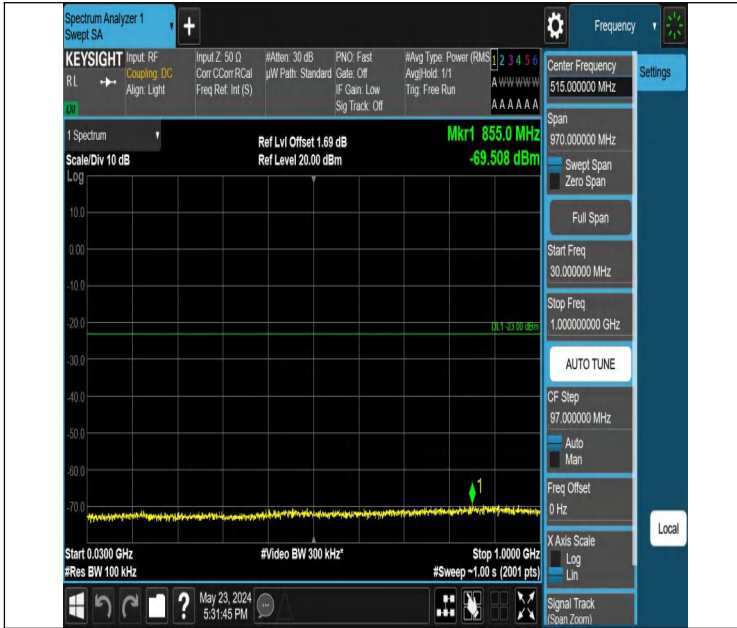 Spectrum Analyzer 1
Swept SA
Frequency
KEYSIGHT
RL
Input: RF
Coupling: DC
Align: Light
Input Z: 50 Ω
Corr CCorr RCal
Freq Ref: Int (S)
#Atten: 30 dB
µW Path: Standard
PNO: Fast
Gate: Off
IF Gain: Low
Sig Track: Off
#Avg Type: Power (RMS
Avg|Hold: 1/1
Trig: Free Run
1 2 3 4 5 6
A W W W W W
A A A A A A
1 Spectrum
Scale/Div 10 dB
Ref Lvl Offset 1.69 dB
Ref Level 20.00 dBm
Mkr1 855.0 MHz
-69.508 dBm
Log
10.0
0.00
-10.0
-20.0
DL1 -23.00 dBm
-30.0
-40.0
-50.0
-60.0
-70.0
1
Start 0.0300 GHz
#Res BW 100 kHz
#Video BW 300 kHz*
Stop 1.0000 GHz
#Sweep ~1.00 s (2001 pts)
Center Frequency
515.000000 MHz
Settings
Span
970.000000 MHz
Swept Span
Zero Span
Full Span
Start Freq
30.000000 MHz
Stop Freq
1.000000000 GHz
AUTO TUNE
CF Step
97.000000 MHz
Auto
Man
Freq Offset
0 Hz
X Axis Scale
Log
Lin
Local
Signal Track
(Span Zoom)
?
May 23, 2024
5:31:45 PM